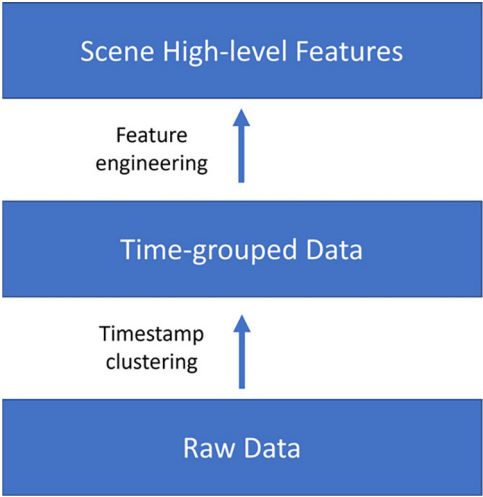 Scene High-level Features
Feature
engineering
Time-grouped Data
Timestamp
clustering
Raw Data